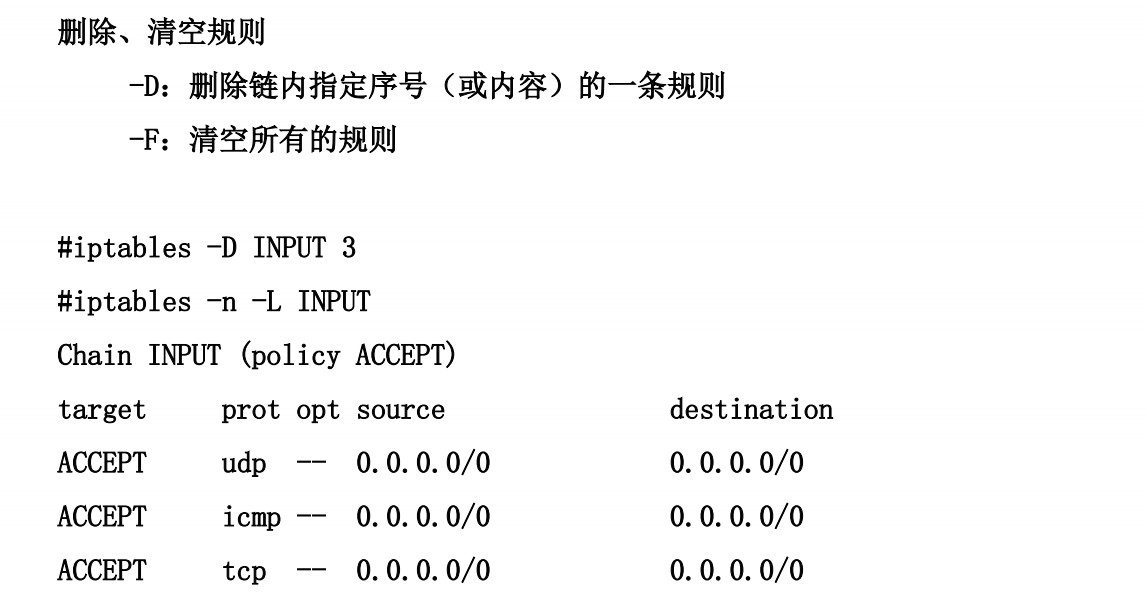 删除、清空规则
-D：删除链内指定序号（或内容）的一条规则
-F：清空所有的规则
#iptables -D INPUT 3
#iptables -n -L INPUT
Chain INPUT (policy ACCEPT)
target prot opt source destination
ACCEPT udp -- 0.0.0.0/0 0.0.0.0/0
ACCEPT icmp -- 0.0.0.0/0 0.0.0.0/0
ACCEPT tcp -- 0.0.0.0/0 0.0.0.0/0